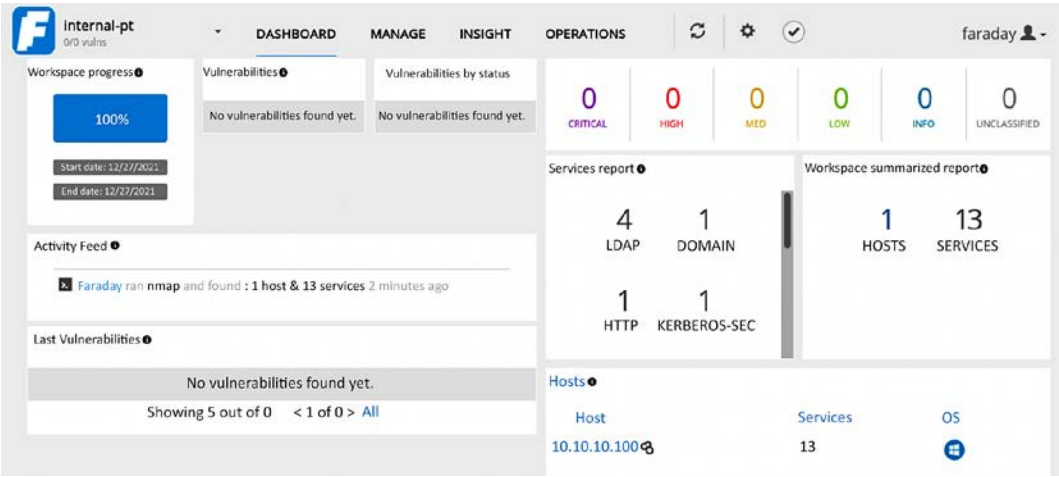 internal-pt
0/0 vulns
DASHBOARD MANAGE INSIGHT OPERATIONS
faraday
Workspace progress
100%
Start date: 12/27/2021
End date: 12/27/2021
Vulnerabilities
No vulnerabilities found yet.
Vulnerabilities by status
No vulnerabilities found yet.
0 0 0 0 0 0
CRITICAL HIGH MED LOW INFO UNCLASSIFIED
Activity Feed
Faraday ran nmap and found : 1 host & 13 services 2 minutes ago
Last Vulnerabilities
No vulnerabilities found yet.
Showing 5 out of 0 < 1 of 0 > All
Services report
4 1
LDAP DOMAIN
1 1
HTTP KERBEROS-SEC
Workspace summarized report
1 13
HOSTS SERVICES
Hosts
Host Services OS
10.10.10.100 13